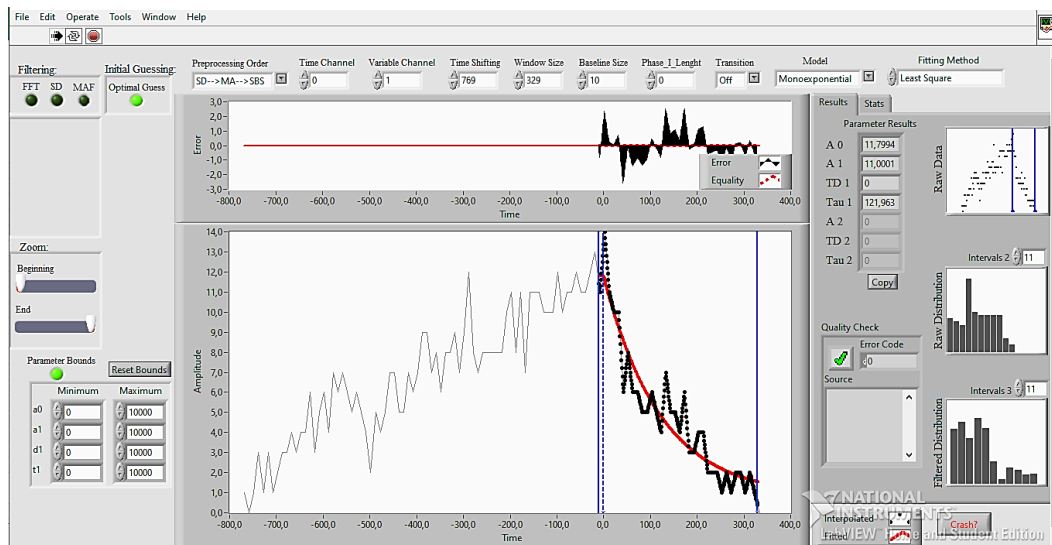 File Edit Operate Tools Window Help
Filtering: Initial Guessing: Preprocessing Order Time Channel Variable Channel Time Shifting Window Size Baseline Size Phase_I_Lenght Transition Model Fitting Method
FFT SD MAF Optimal Guess SD-->MA-->SBS 0 1 769 329 10 0 Off Monoexponential Least Square
Results Stats
3,0
2,0
1,0
0,0
-1,0
-2,0
-3,0
Error
Error
Equality
-800,0 -700,0 -600,0 -500,0 -400,0 -300,0 -200,0 -100,0 0,0 100,0 200,0 300,0 400,0
Time
Parameter Results
A 0 11,7994
A 1 11,0001
TD 1 0
Tau 1 121,963
A 2 0
TD 2 0
Tau 2 0
Copy
Raw Data
Zoom:
Beginning
End
Parameter Bounds Reset Bounds
Minimum Maximum
a0 0 10000
a1 0 10000
d1 0 10000
t1 0 10000
14,0
13,0
12,0
11,0
10,0
9,0
8,0
7,0
6,0
5,0
4,0
3,0
2,0
1,0
0,0
Amplitude
-800,0 -700,0 -600,0 -500,0 -400,0 -300,0 -200,0 -100,0 0,0 100,0 200,0 300,0 400,0
Time
Intervals 2 11
Raw Distribution
Quality Check
Error Code
0
Source
Intervals 3 11
Filtered Distribution
Interpolated
Fitted
Crash?
NATIONAL
INSTRUMENTS
LabVIEW™ Home and Student Edition